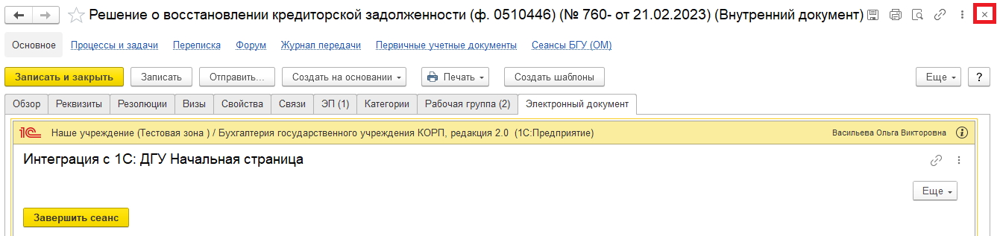 Решение о восстановлении кредиторской задолженности (ф. 0510446) (№ 760- от 21.02.2023) (Внутренний документ)
Основное Процессы и задачи Переписка Форум Журнал передачи Первичные учетные документы Сеансы БГУ (ОМ)
Записать и закрыть Записать Отправить... Создать на основании Печать Создать шаблоны Еще ?
Обзор Реквизиты Резолюции Визы Свойства Связи ЭП (1) Категории Рабочая группа (2) Электронный документ
1С Наше учреждение (Тестовая зона ) / Бухгалтерия государственного учреждения КОРП, редакция 2.0 (1С:Предприятие) Васильева Ольга Викторовна
Интеграция с 1С: ДГУ Начальная страница
Еще
Завершить сеанс